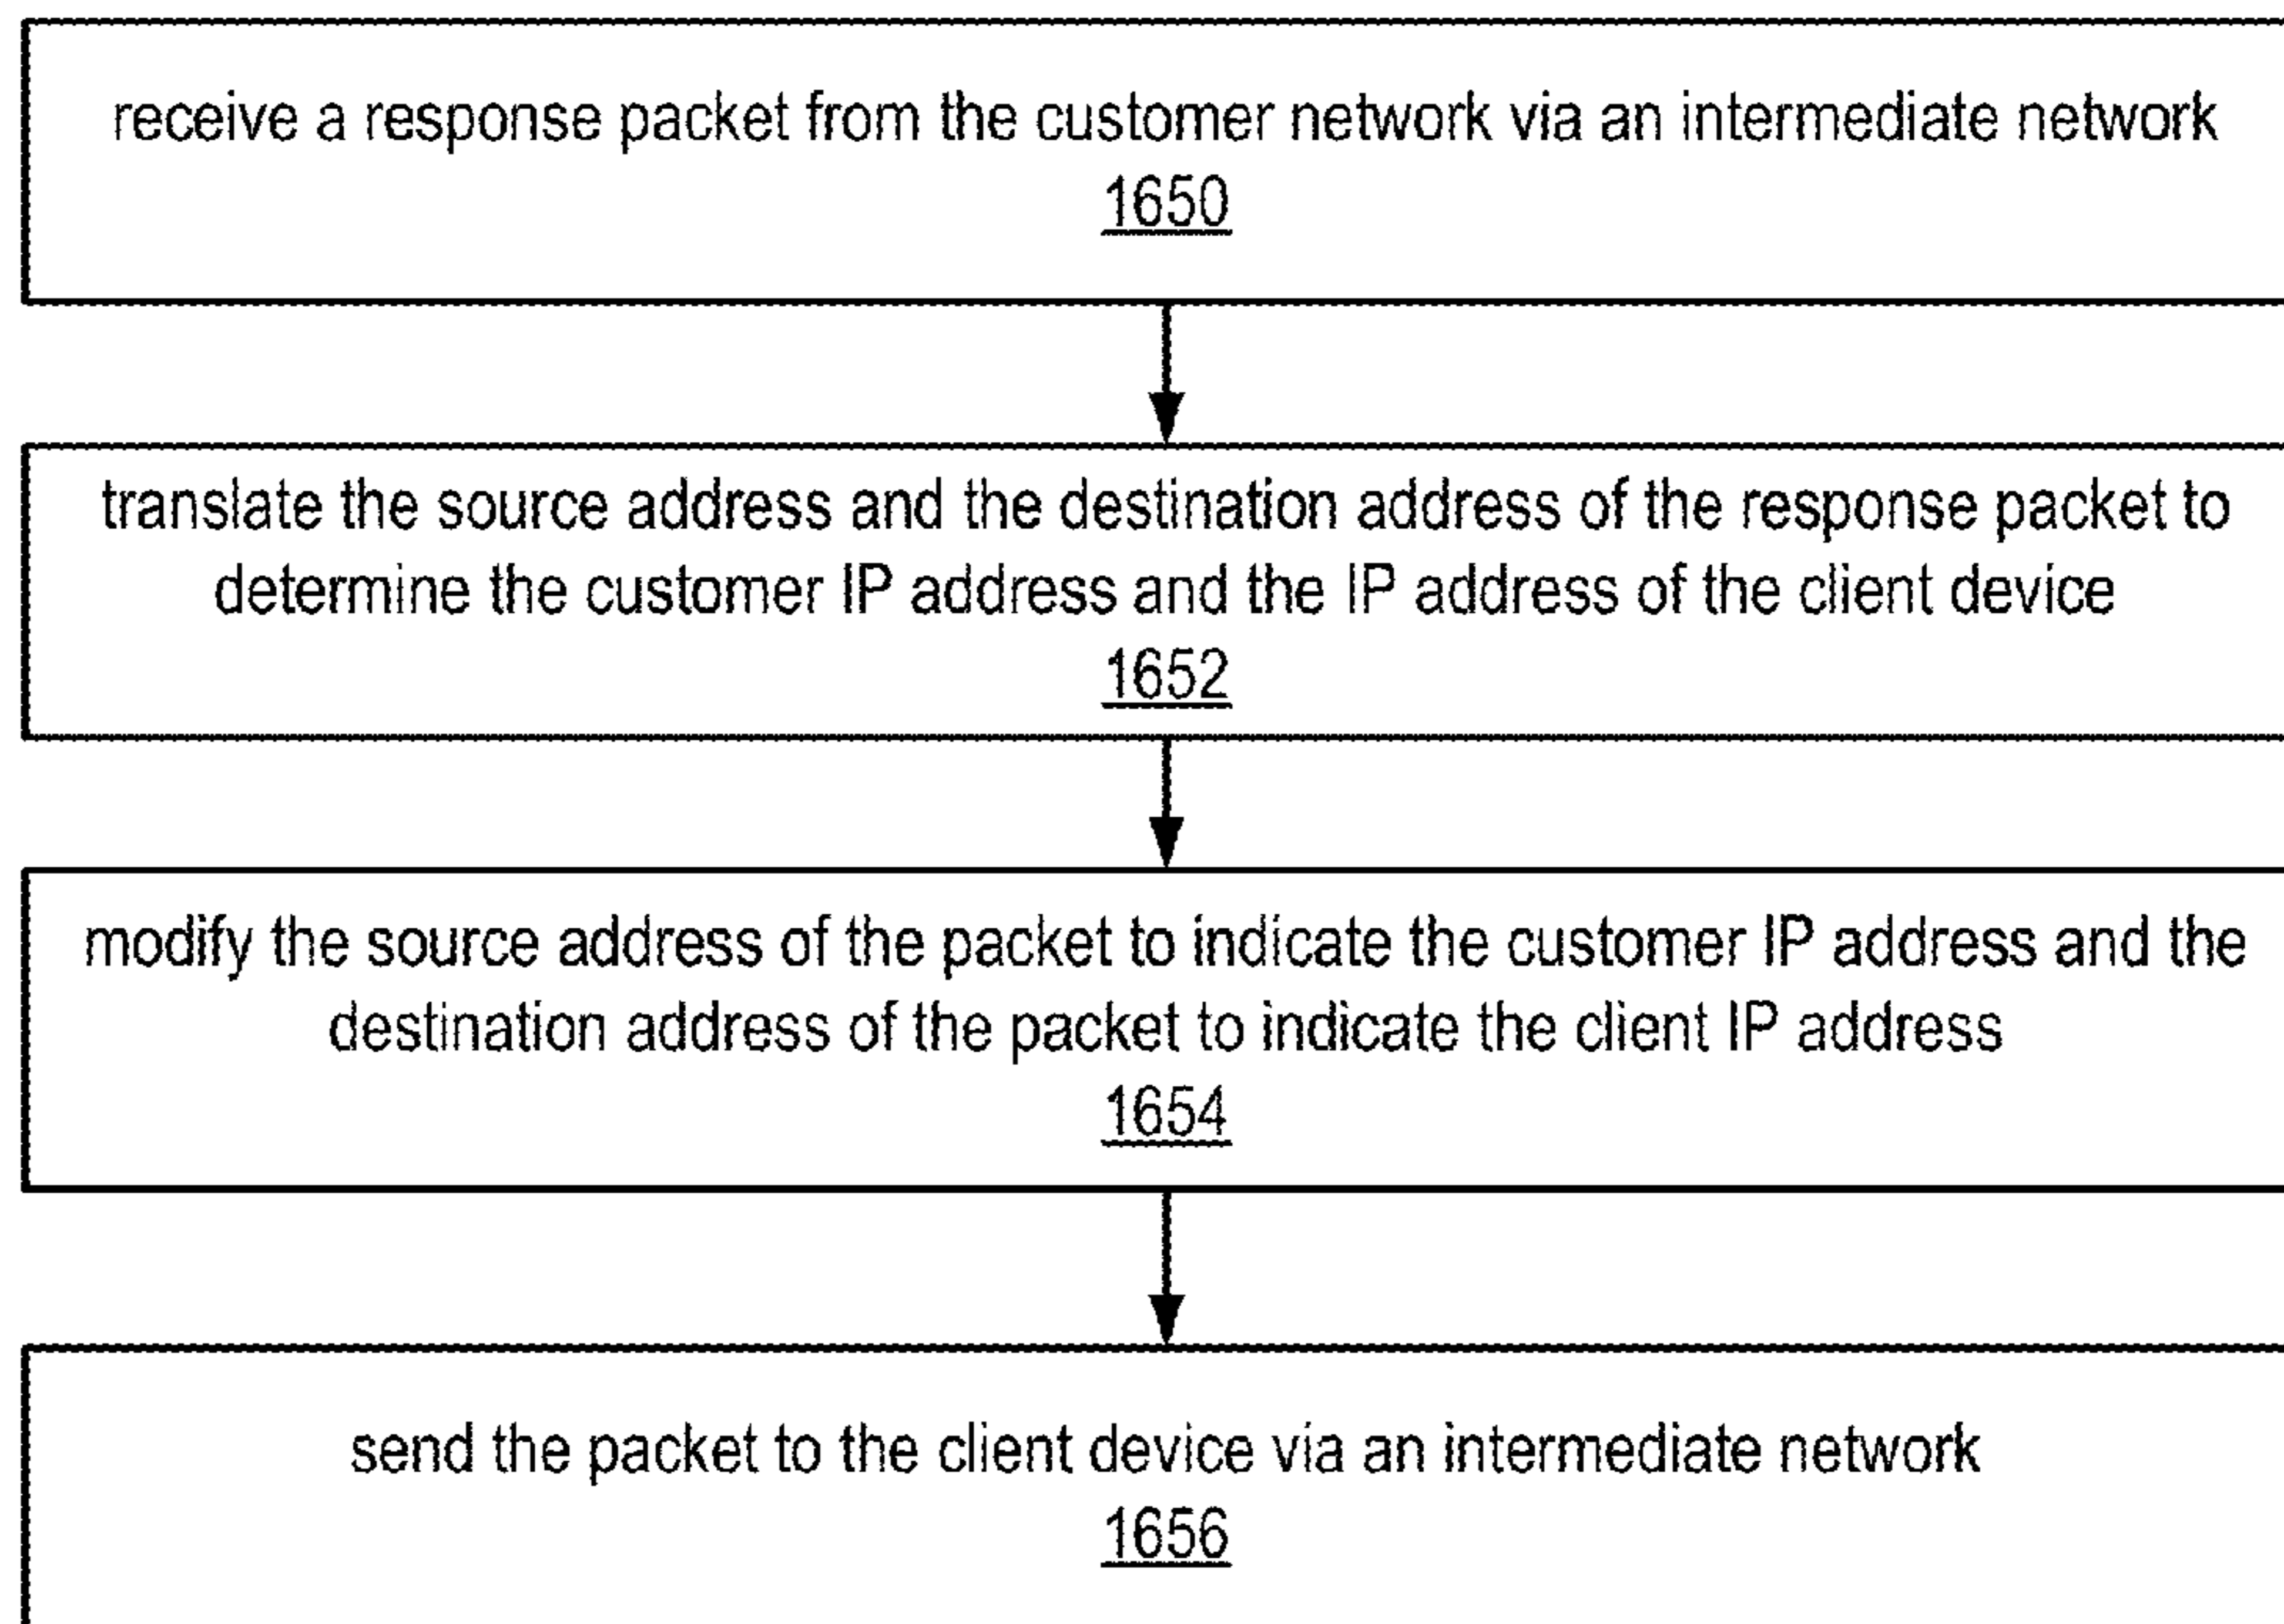 receive a response packet from the customer network via an intermediate network
1650
translate the source address and the destination address of the response packet to
determine the customer IP address and the IP address of the client device
1652
modify the source address of the packet to indicate the customer IP address and the
destination address of the packet to indicate the client IP address
1654
send the packet to the client device via an intermediate network
1656